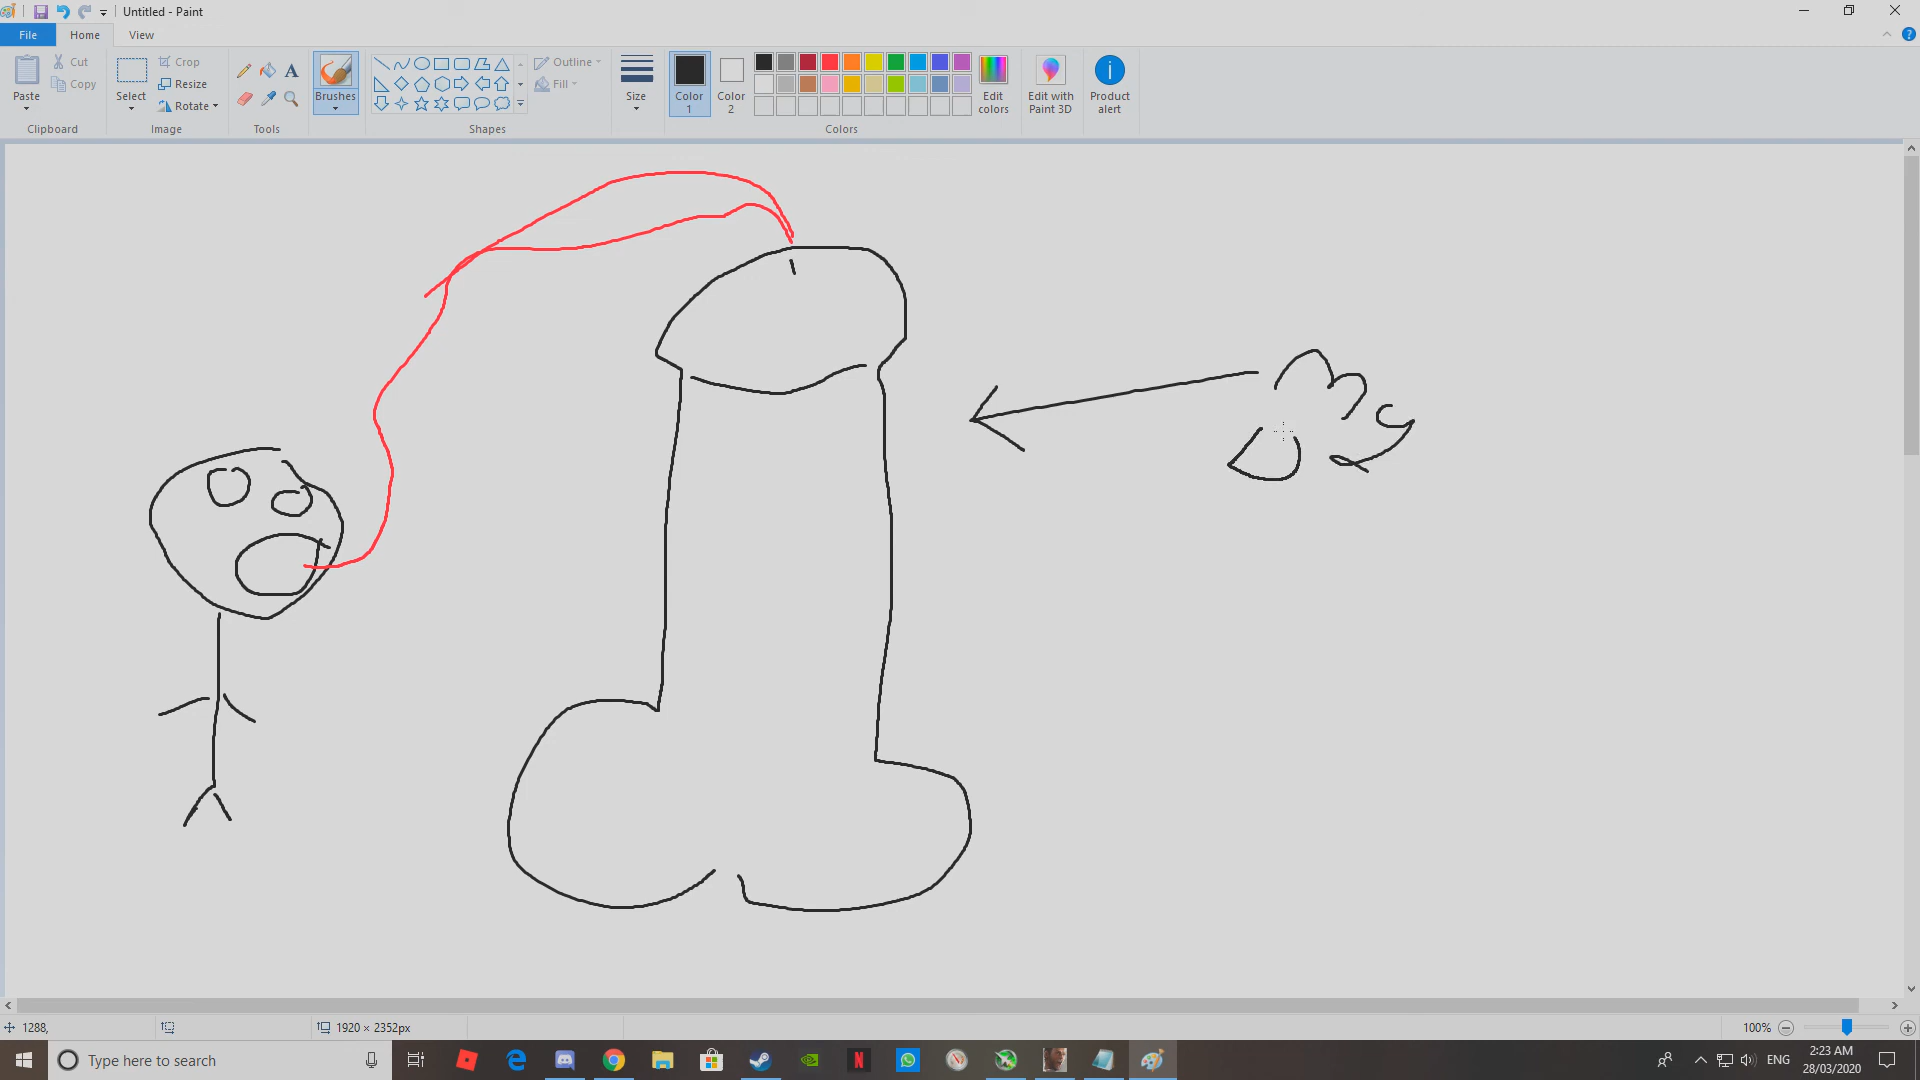 Untitled - Paint
File
Home
View
Paste
Cut
Copy
Clipboard
Select
Crop
Resize
Rotate
Image
Tools
Brushes
Outline
Fill
Shapes
Size
Color
1
Color
2
Edit
colors
Colors
Edit with
Paint 3D
Product
alert
1288,
1920 × 2352px
100%
Type here to search
ENG
2:23 AM
28/03/2020